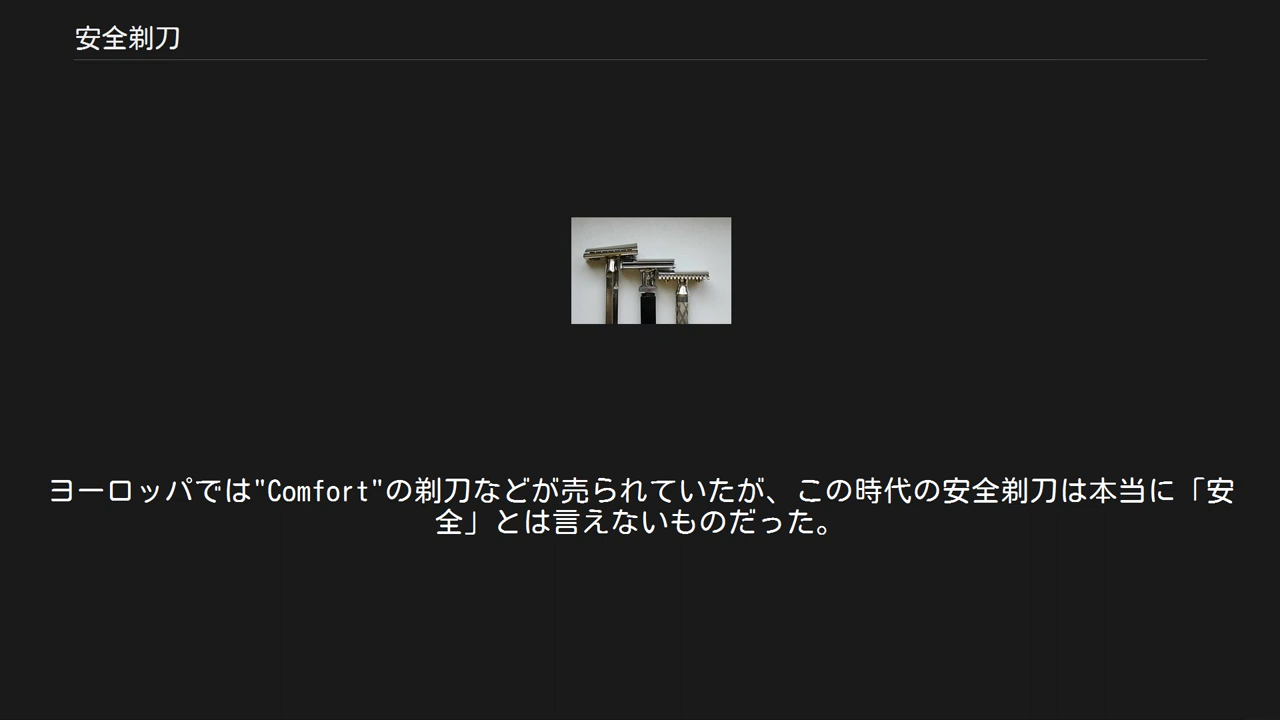 安全剃刀
ヨーロッパでは"Comfort"の剃刀などが売られていたが、この時代の安全剃刀は本当に「安
全」とは言えないものだった。